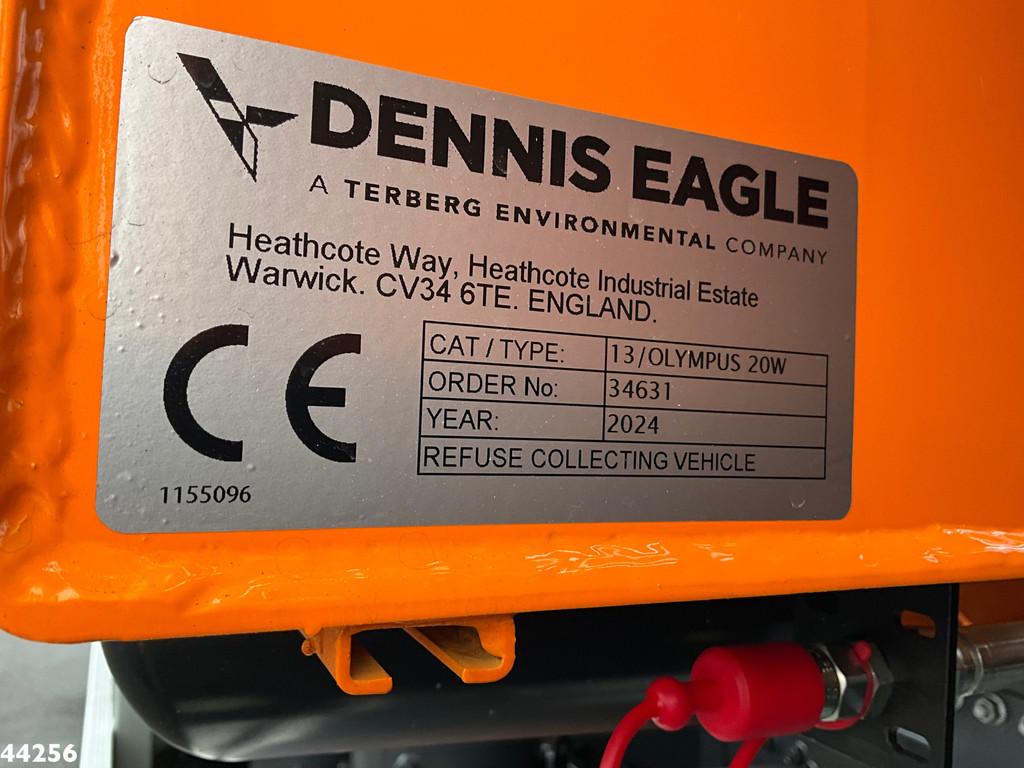 DENNIS EAGLE
A TERBERG ENVIRONMENTAL COMPANY
Heathcote Way, Heathcote Industrial Estate
Warwick. CV34 6TE. ENGLAND.
CE
CAT / TYPE: 13/OLYMPUS 20W
ORDER No: 34631
YEAR: 2024
REFUSE COLLECTING VEHICLE
1155096
44256